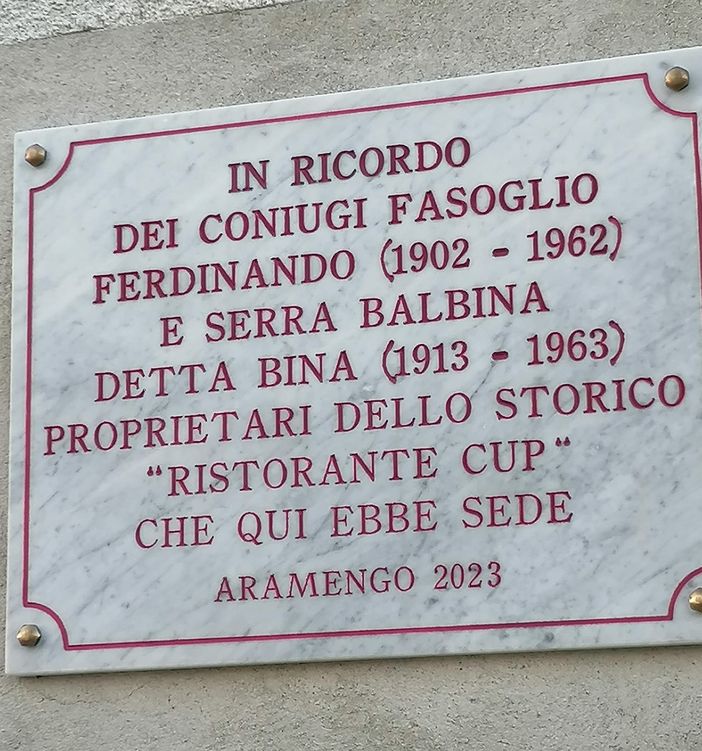 IN RICORDO
DEI CONIUGI FASOGLIO
FERDINANDO (1902 - 1962)
E SERRA BALBINA
DETTA BINA (1913 - 1963)
PROPRIETARI DELLO STORICO
“RISTORANTE CUP“
CHE QUI EBBE SEDE
ARAMENGO 2023